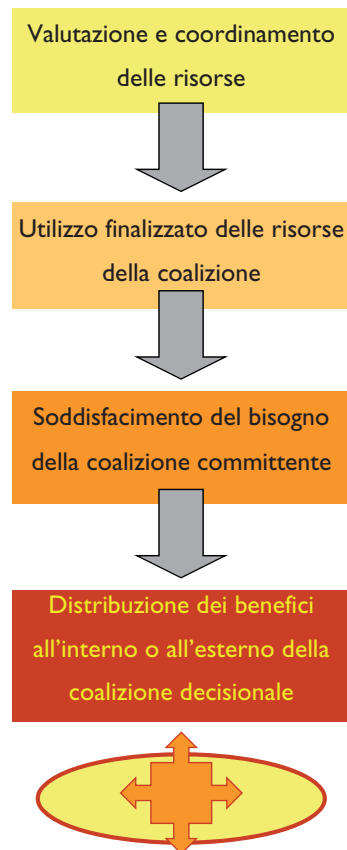 Valutazione e coordinamento
delle risorse
Utilizzo finalizzato delle risorse
della coalizione
Soddisfacimento del bisogno
della coalizione committente
Distribuzione dei benefici
all’interno o all’esterno della
coalizione decisionale